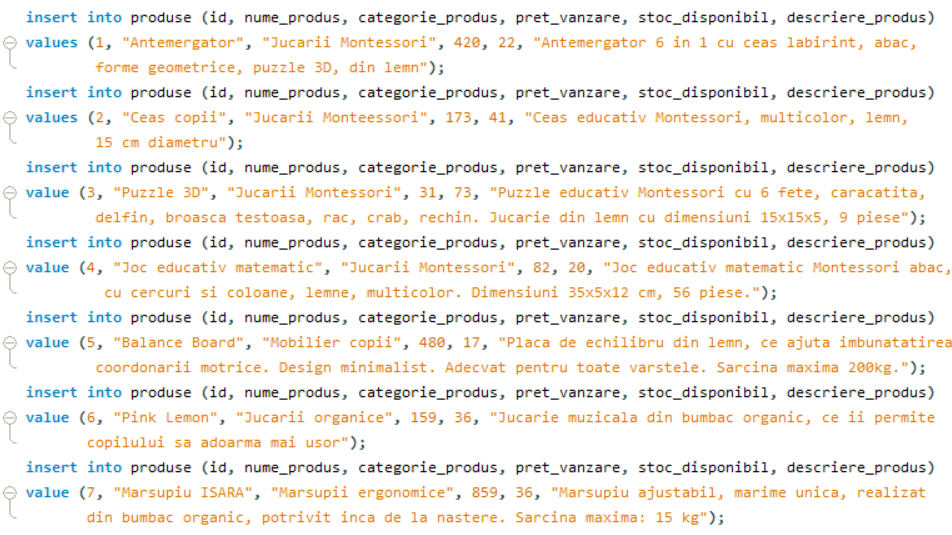 insert into produse (id, nume_produs, categorie_produs, pret_vanzare, stoc_disponibil, descriere_produs)
values (1, "Antemergator", "Jucarii Montessori", 420, 22, "Antemergator 6 in 1 cu ceas labirint, abac,
forme geometrice, puzzle 3D, din lemn");
insert into produse (id, nume_produs, categorie_produs, pret_vanzare, stoc_disponibil, descriere_produs)
values (2, "Ceas copii", "Jucarii Monteessori", 173, 41, "Ceas educativ Montessori, multicolor, lemn,
15 cm diametru");
insert into produse (id, nume_produs, categorie_produs, pret_vanzare, stoc_disponibil, descriere_produs)
value (3, "Puzzle 3D", "Jucarii Montessori", 31, 73, "Puzzle educativ Montessori cu 6 fete, caracatita,
delfin, broasca testoasa, rac, crab, rechin. Jucarie din lemn cu dimensiuni 15x15x5, 9 piese");
insert into produse (id, nume_produs, categorie_produs, pret_vanzare, stoc_disponibil, descriere_produs)
value (4, "Joc educativ matematic", "Jucarii Montessori", 82, 20, "Joc educativ matematic Montessori abac,
cu cercuri si coloane, lemne, multicolor. Dimensiuni 35x5x12 cm, 56 piese.");
insert into produse (id, nume_produs, categorie_produs, pret_vanzare, stoc_disponibil, descriere_produs)
value (5, "Balance Board", "Mobilier copii", 480, 17, "Placa de echilibru din lemn, ce ajuta imbunatatirea
coordonarii motrice. Design minimalist. Adecvat pentru toate varstele. Sarcina maxima 200kg.");
insert into produse (id, nume_produs, categorie_produs, pret_vanzare, stoc_disponibil, descriere_produs)
value (6, "Pink Lemon", "Jucarii organice", 159, 36, "Jucarie muzicala din bumbac organic, ce ii permite
copilului sa adoarma mai usor");
insert into produse (id, nume_produs, categorie_produs, pret_vanzare, stoc_disponibil, descriere_produs)
value (7, "Marsupiu ISARA", "Marsupii ergonomice", 859, 36, "Marsupiu ajustabil, marime unica, realizat
din bumbac organic, potrivit inca de la nastere. Sarcina maxima: 15 kg");